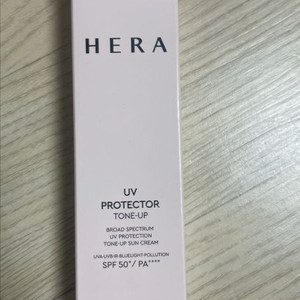 HERA
UV
PROTECTOR
TONE-UP
BROAD SPECTRUM
UV PROTECTION
TONE-UP SUN CREAM
UVA·UVB·IR·BLUELIGHT·POLLUTION
SPF 50+/ PA++++